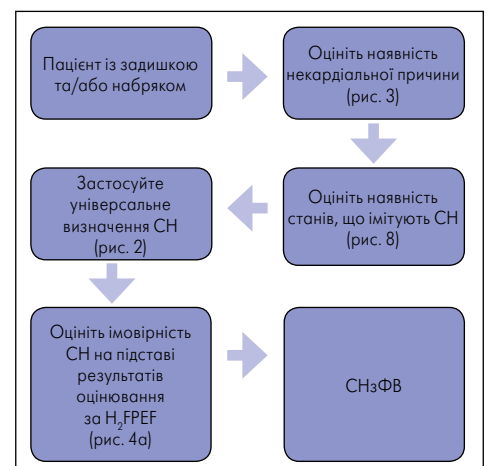 Пацієнт із задишкою
та/або набряком
Оцініть наявність
некардіальної причини
(рис. 3)
Оцініть наявність
станів, що імітують СН
(рис. 8)
Застосуйте
універсальне
визначення СН
(рис. 2)
Оцініть імовірність
СН на підставі
результатів
оцінювання
за H₂FPEF
(рис. 4а)
СНзФВ